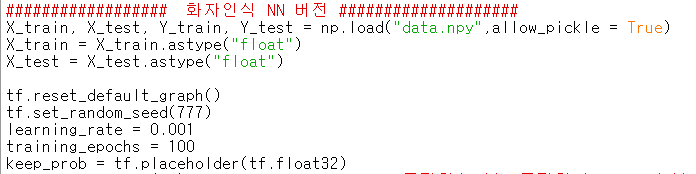 ################## 화자인식 NN 버전 ####################
X_train, X_test, Y_train, Y_test = np.load("data.npy",allow_pickle = True)
X_train = X_train.astype("float")
X_test = X_test.astype("float")
tf.reset_default_graph()
tf.set_random_seed(777)
learning_rate = 0.001
training_epochs = 100
keep_prob = tf.placeholder(tf.float32)